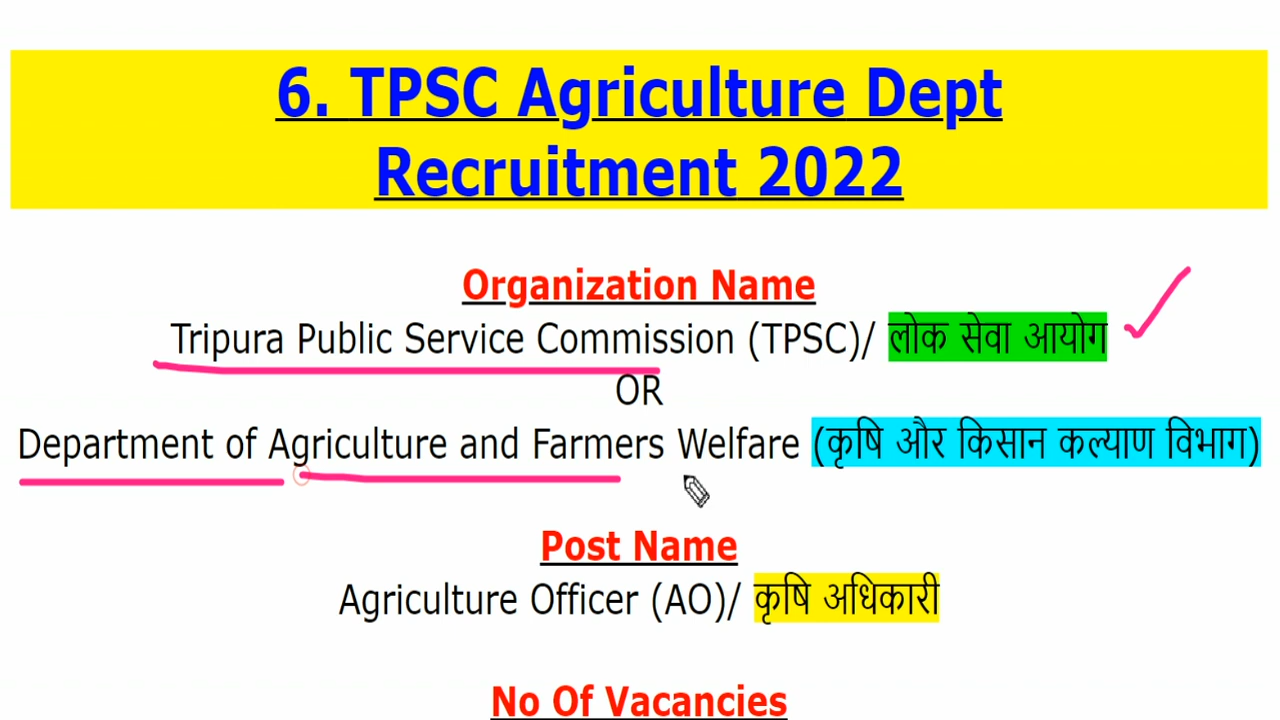 6. TPSC Agriculture Dept
Recruitment 2022
Organization Name
Tripura Public Service Commission (TPSC)/ लोक सेवा आयोग
OR
Department of Agriculture and Farmers Welfare (कृषि और किसान कल्याण विभाग)
Post Name
Agriculture Officer (AO)/ कृषि अधिकारी
No Of Vacancies